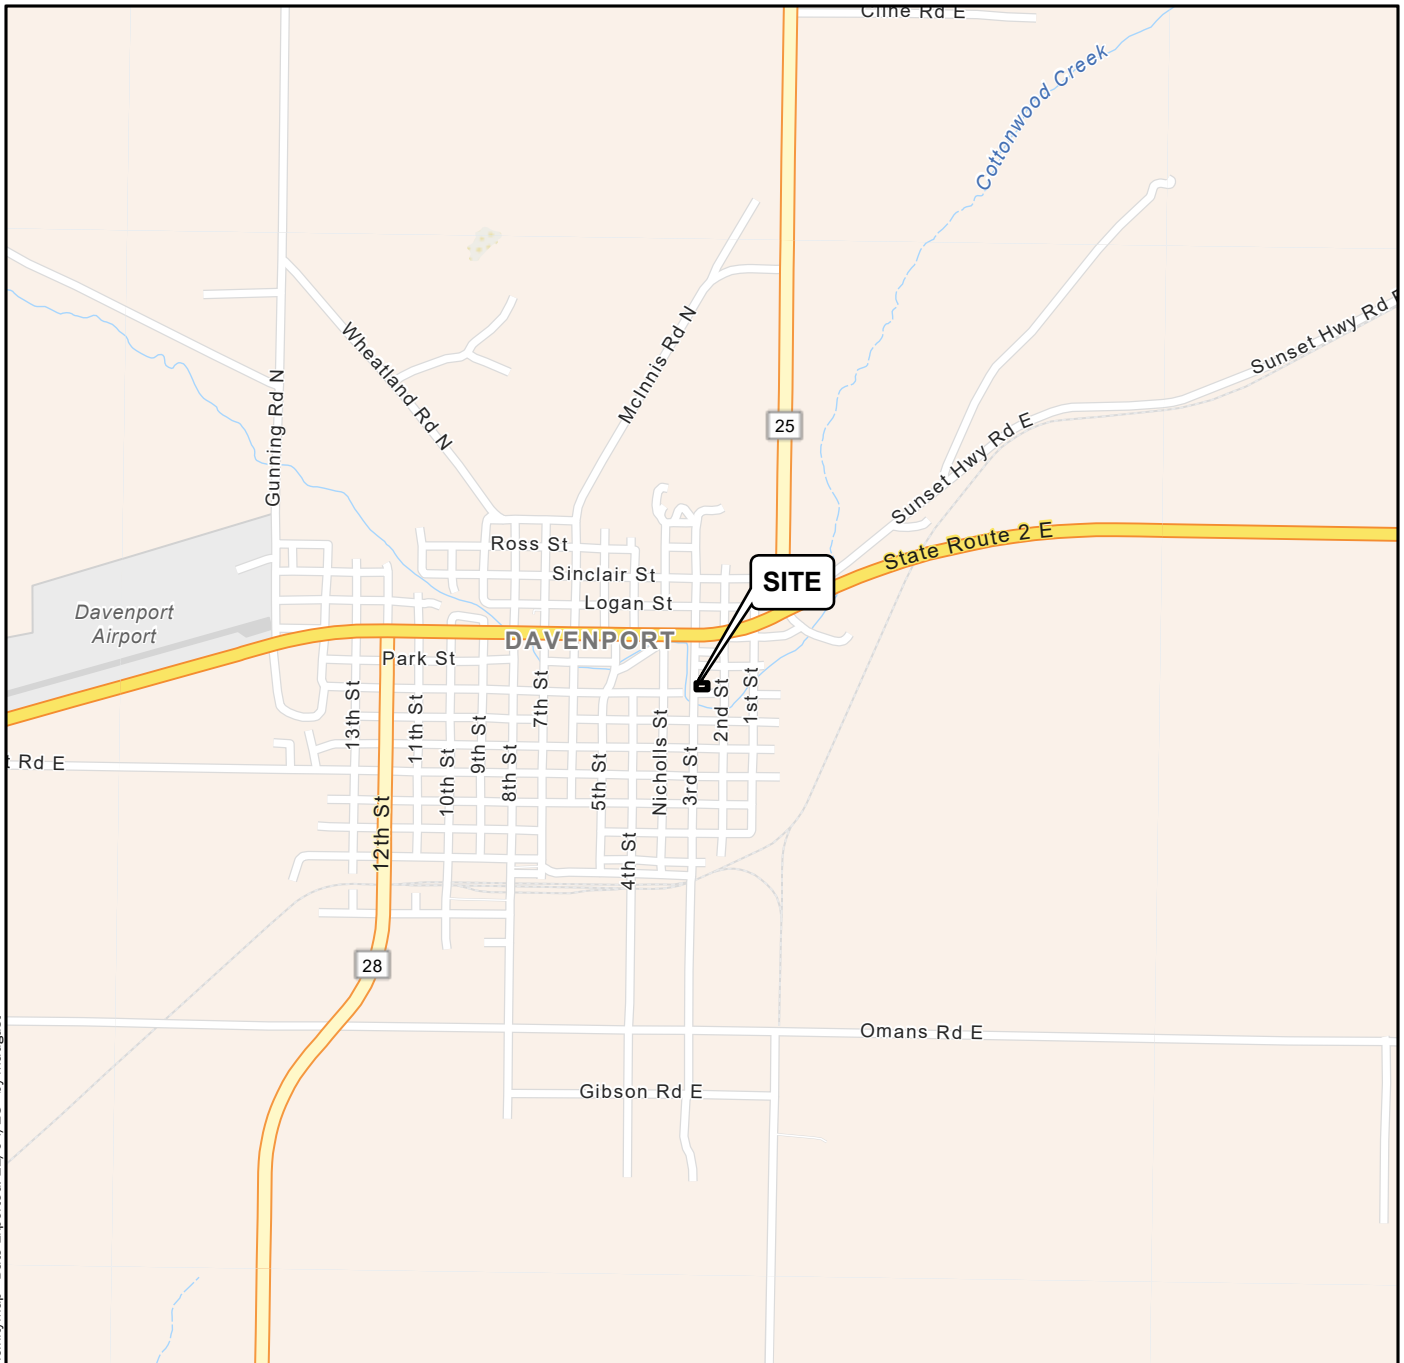 Cline Rd E
Cottonwood Creek
Sunset Hwy Rd E
Wheatland Rd N
McInnis Rd N
Gunning Rd N
25
Sunset Hwy Rd E
State Route 2 E
Ross St
Sinclair St
SITE
Logan St
Davenport
Airport
DAVENPORT
Park St
13th St
11th St
10th St
9th St
8th St
7th St
5th St
Nicholls St
3rd St
2nd St
1st St
Rd E
12th St
4th St
28
Omans Rd E
Gibson Rd E